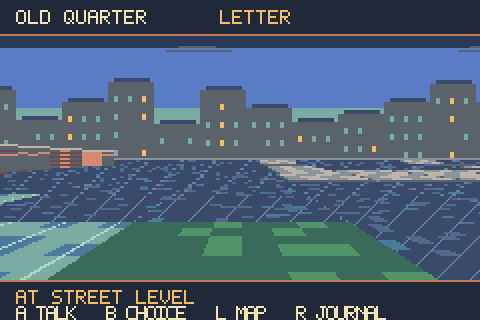 OLD QUARTER LETTER
AT STREET LEVEL
A TALK B CHOICE L MAP R JOURNAL